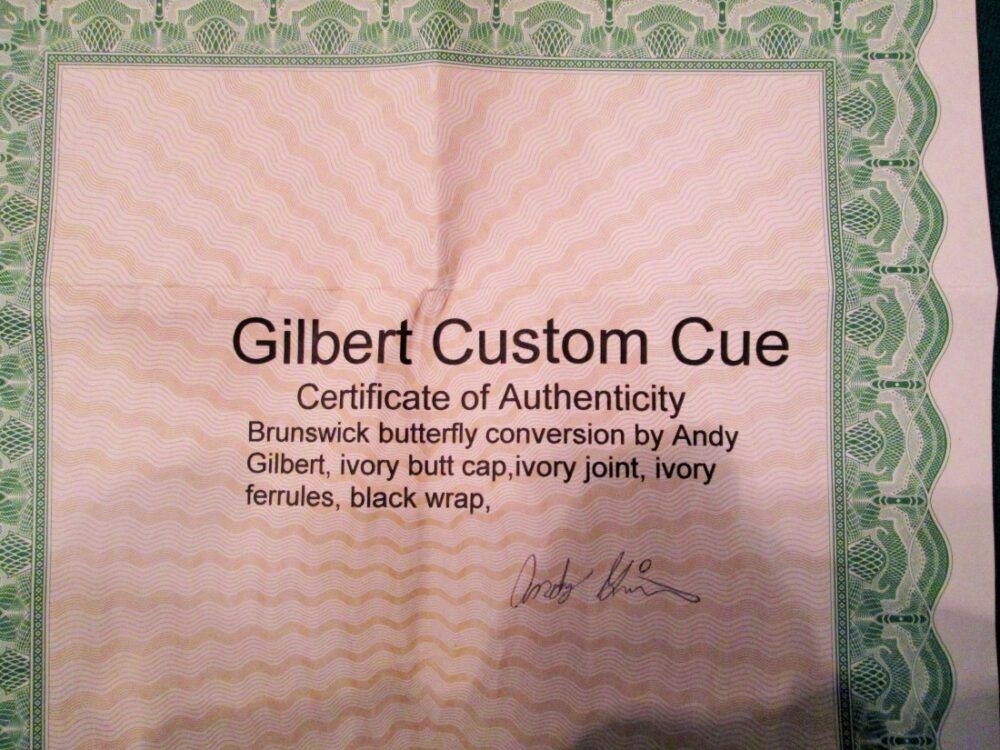 Gilbert Custom Cue
Certificate of Authenticity
Brunswick butterfly conversion by Andy
Gilbert, ivory butt cap,ivory joint, ivory
ferrules, black wrap,